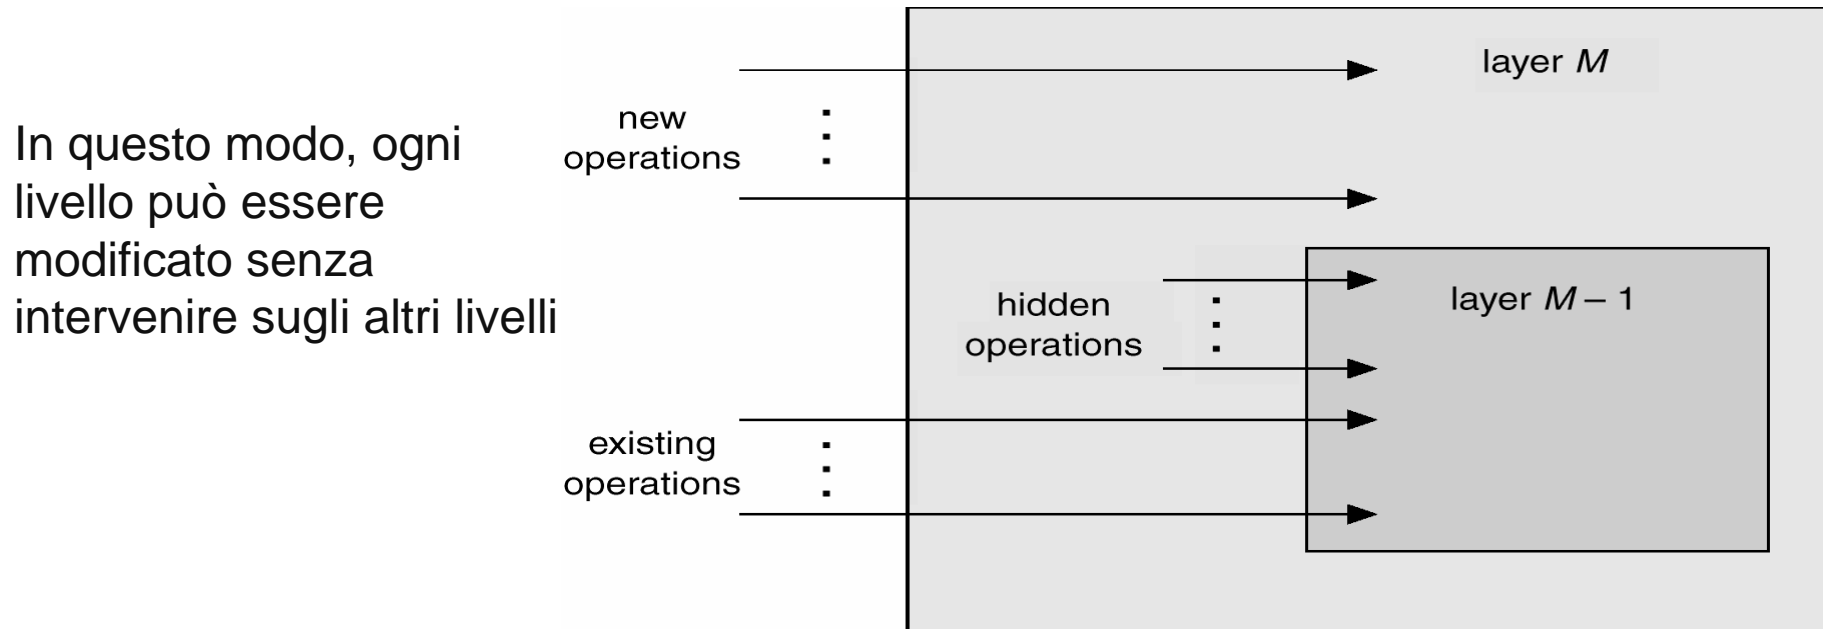 In questo modo, ogni
livello può essere
modificato senza
intervenire sugli altri livelli
new
operations
layer M
hidden
operations
layer M – 1
existing
operations